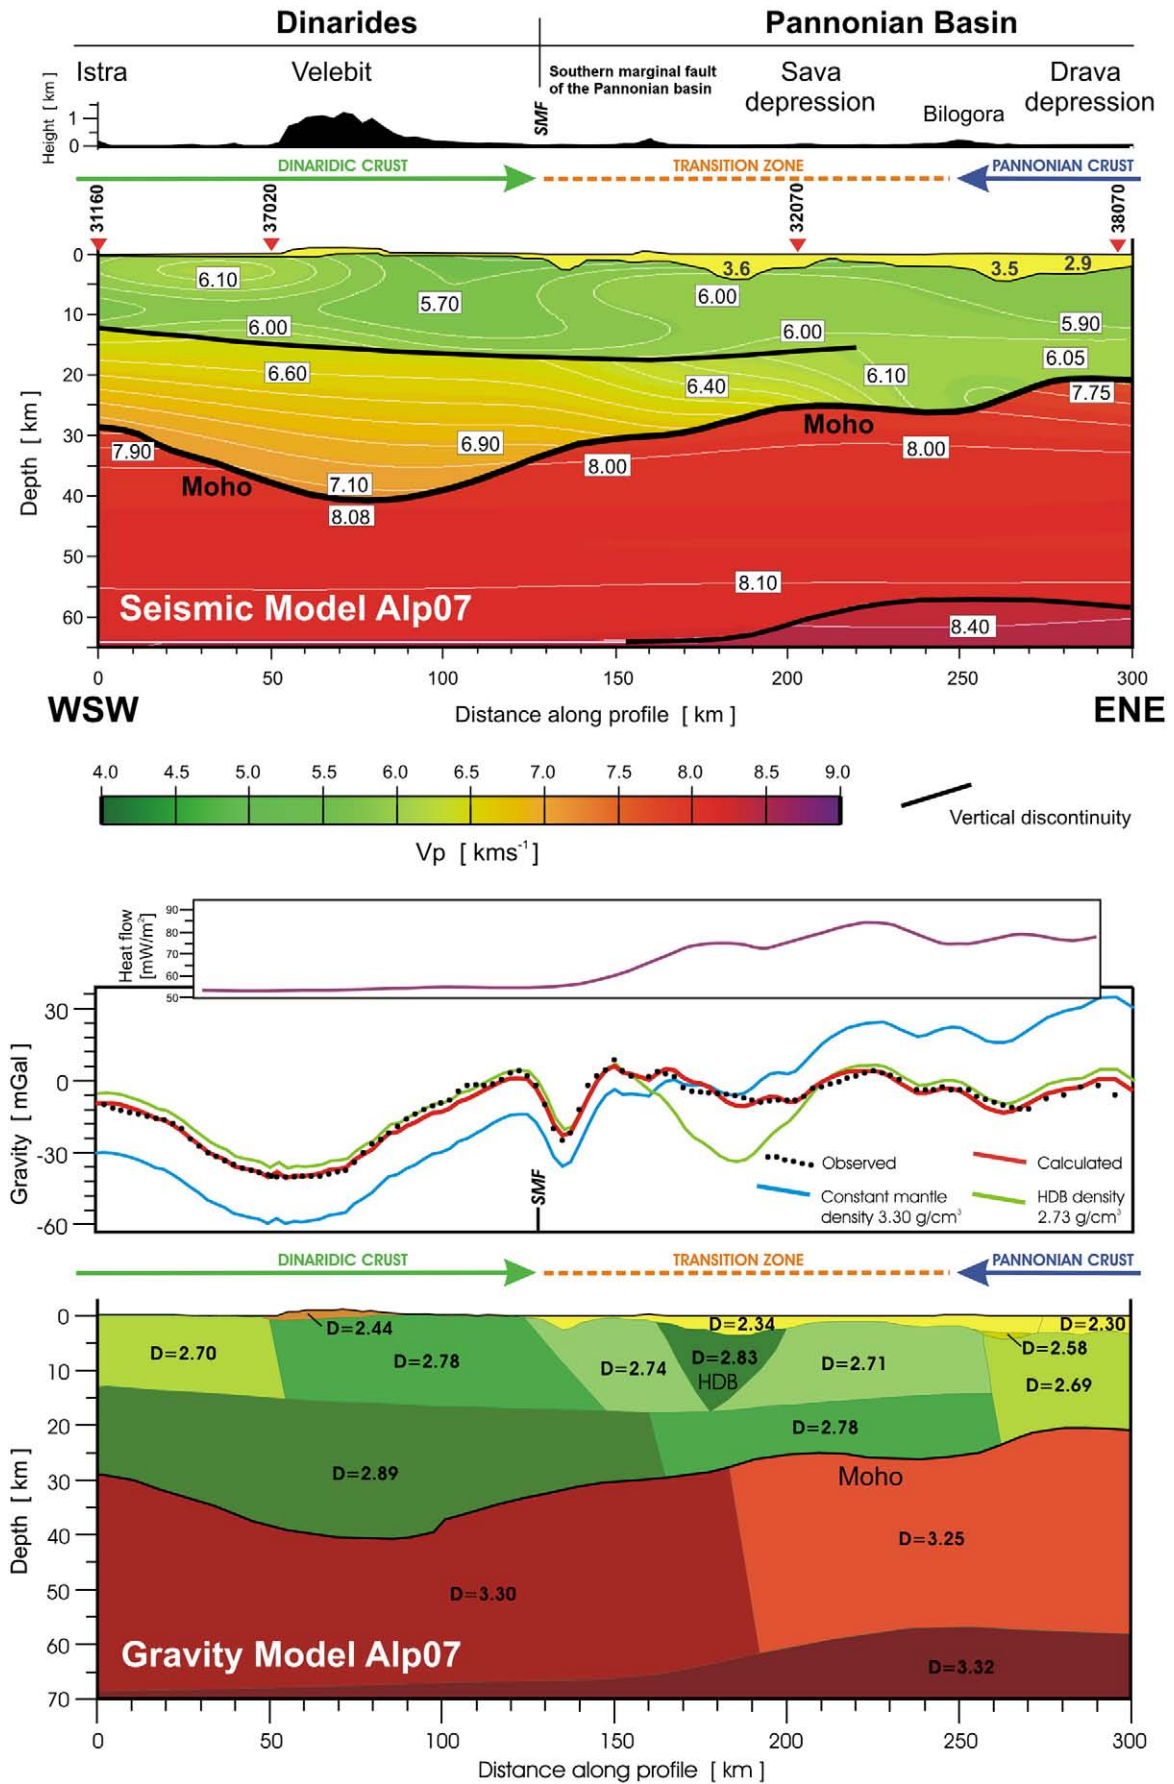 Dinarides
Pannonian Basin
Istra
Velebit
Southern marginal fault
of the Pannonian basin
Sava
depression
Bilogora
Drava
depression
Height [ km ]
1
0
SMF
DINARIDIC CRUST
TRANSITION ZONE
PANNONIAN CRUST
31160
37020
32070
38070
Depth [ km ]
0
10
20
30
40
50
60
6.10
5.70
6.00
6.60
6.90
7.10
7.90
8.08
Moho
3.6
6.00
6.00
6.40
6.10
8.00
Moho
3.5
2.9
5.90
6.05
7.75
8.00
8.10
8.40
Seismic Model Alp07
0
50
100
150
200
250
300
WSW
Distance along profile [ km ]
ENE
4.0
4.5
5.0
5.5
6.0
6.5
7.0
7.5
8.0
8.5
9.0
Vp [ kms⁻¹]
Vertical discontinuity
Heat flow
[mW/m²]
90
80
70
60
50
Gravity [ mGal ]
30
0
-30
-60
SMF
Observed
Calculated
Constant mantle
density 3.30 g/cm³
HDB density
2.73 g/cm³
DINARIDIC CRUST
TRANSITION ZONE
PANNONIAN CRUST
Depth [ km ]
0
10
20
30
40
50
60
70
D=2.70
D=2.44
D=2.78
D=2.74
D=2.34
D=2.83
HDB
D=2.71
D=2.30
D=2.58
D=2.69
D=2.78
D=2.89
Moho
D=3.25
D=3.30
D=3.32
Gravity Model Alp07
0
50
100
150
200
250
300
Distance along profile [ km ]